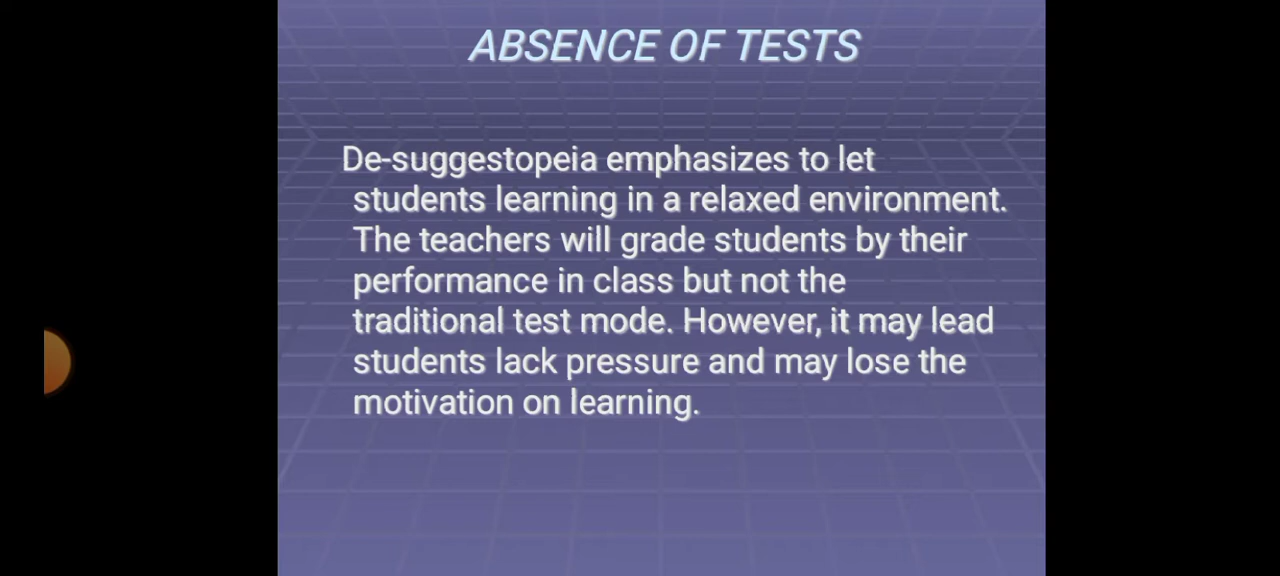 ABSENCE OF TESTS
De-suggestopeia emphasizes to let
students learning in a relaxed environment.
The teachers will grade students by their
performance in class but not the
traditional test mode. However, it may lead
students lack pressure and may lose the
motivation on learning.